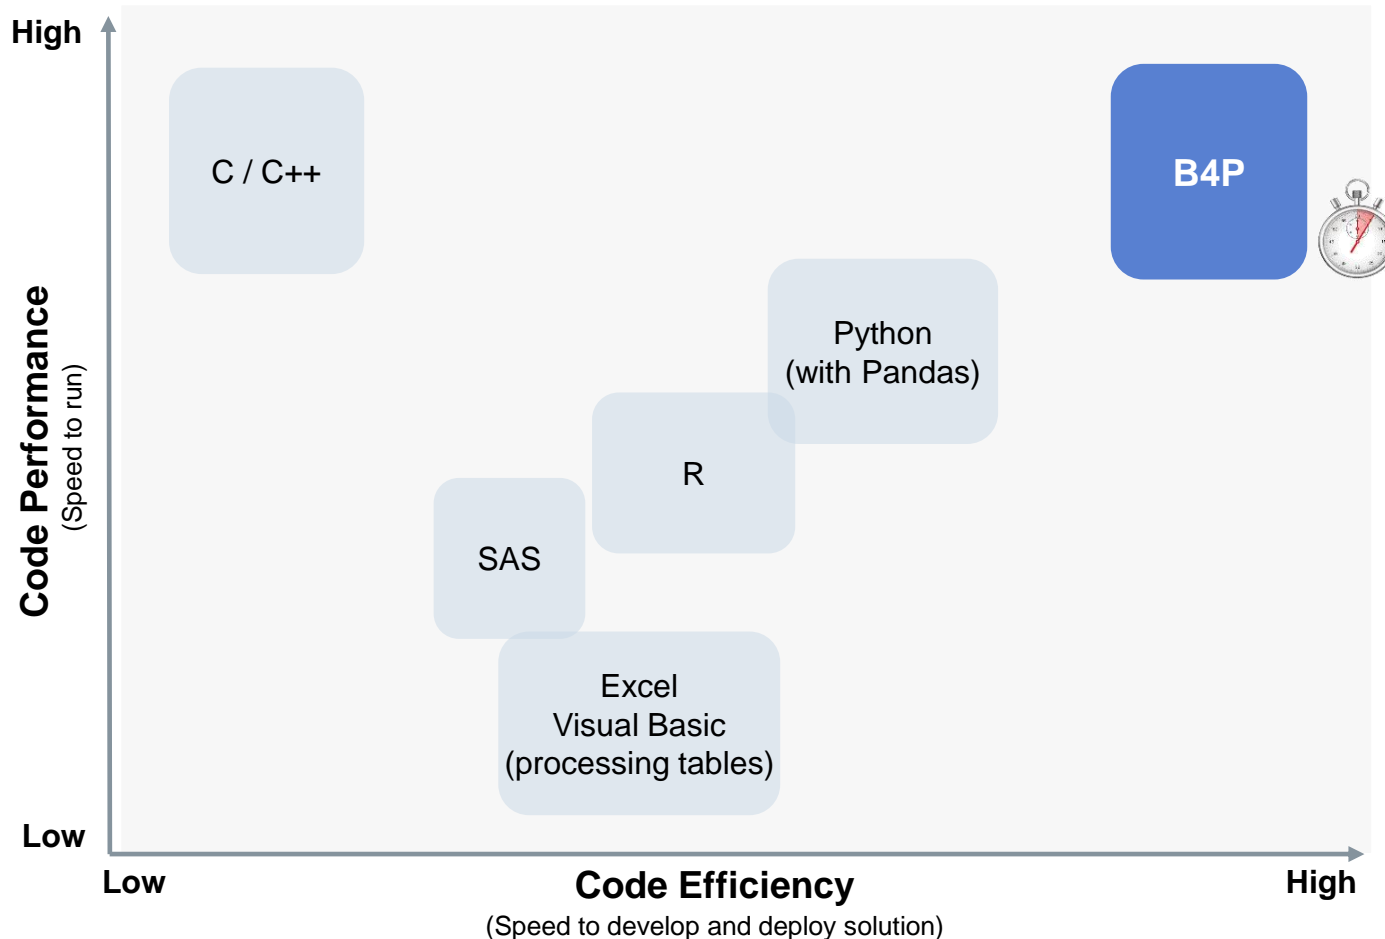 High
C / C++
B4P
Python
(with Pandas)
R
SAS
Excel
Visual Basic
(processing tables)
Code Performance
(Speed to run)
Low
Low
Code Efficiency
(Speed to develop and deploy solution)
High